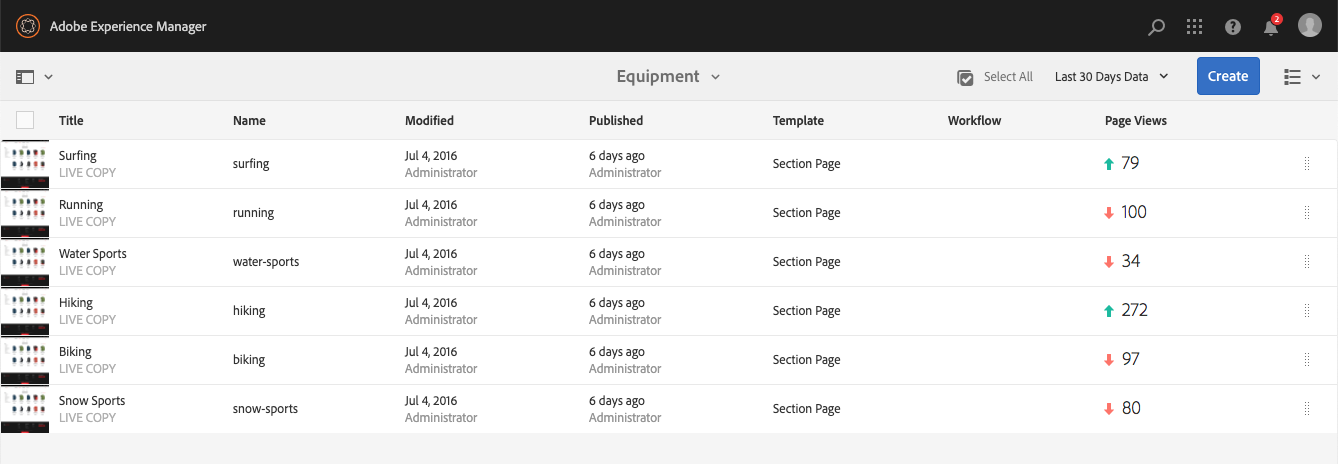 Adobe Experience Manager
2
Equipment
Select All
Last 30 Days Data
Create
Title Name Modified Published Template Workflow Page Views
Surfing
LIVE COPY
surfing
Jul 4, 2016
Administrator
6 days ago
Administrator
Section Page
79
Running
LIVE COPY
running
Jul 4, 2016
Administrator
6 days ago
Administrator
Section Page
100
Water Sports
LIVE COPY
water-sports
Jul 4, 2016
Administrator
6 days ago
Administrator
Section Page
34
Hiking
LIVE COPY
hiking
Jul 4, 2016
Administrator
6 days ago
Administrator
Section Page
272
Biking
LIVE COPY
biking
Jul 4, 2016
Administrator
6 days ago
Administrator
Section Page
97
Snow Sports
LIVE COPY
snow-sports
Jul 4, 2016
Administrator
6 days ago
Administrator
Section Page
80